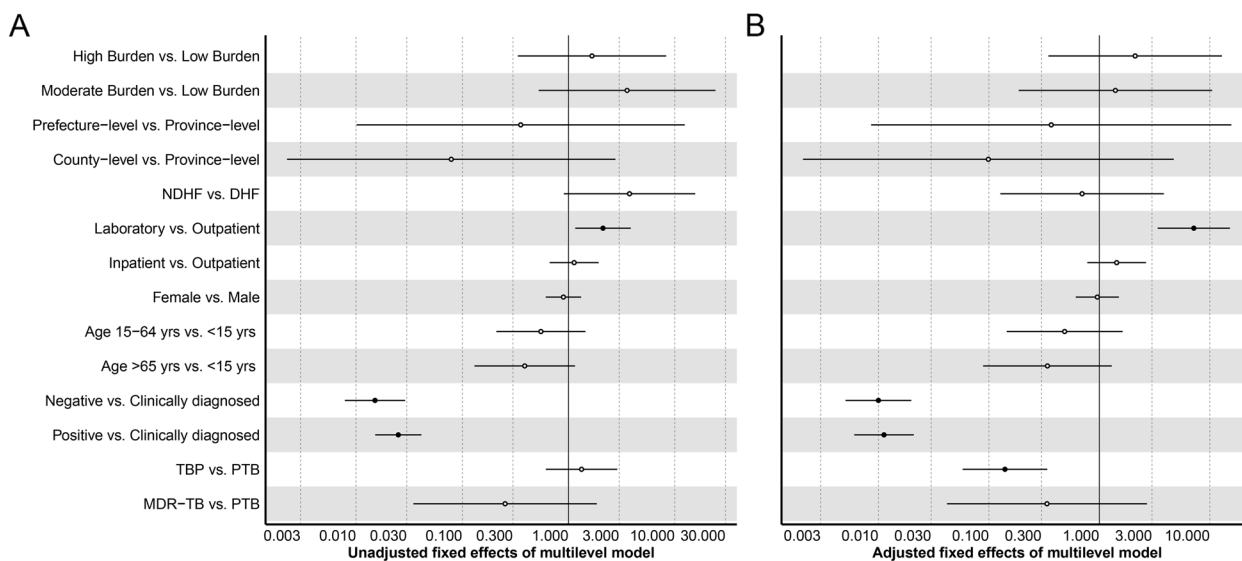 A
B
High Burden vs. Low Burden
Moderate Burden vs. Low Burden
Prefecture−level vs. Province−level
County−level vs. Province−level
NDHF vs. DHF
Laboratory vs. Outpatient
Inpatient vs. Outpatient
Female vs. Male
Age 15−64 yrs vs. <15 yrs
Age >65 yrs vs. <15 yrs
Negative vs. Clinically diagnosed
Positive vs. Clinically diagnosed
TBP vs. PTB
MDR−TB vs. PTB
0.003 0.010 0.030 0.100 0.300 1.000 3.000 10.000 30.000
Unadjusted fixed effects of multilevel model
0.003 0.010 0.030 0.100 0.300 1.000 3.000 10.000
Adjusted fixed effects of multilevel model